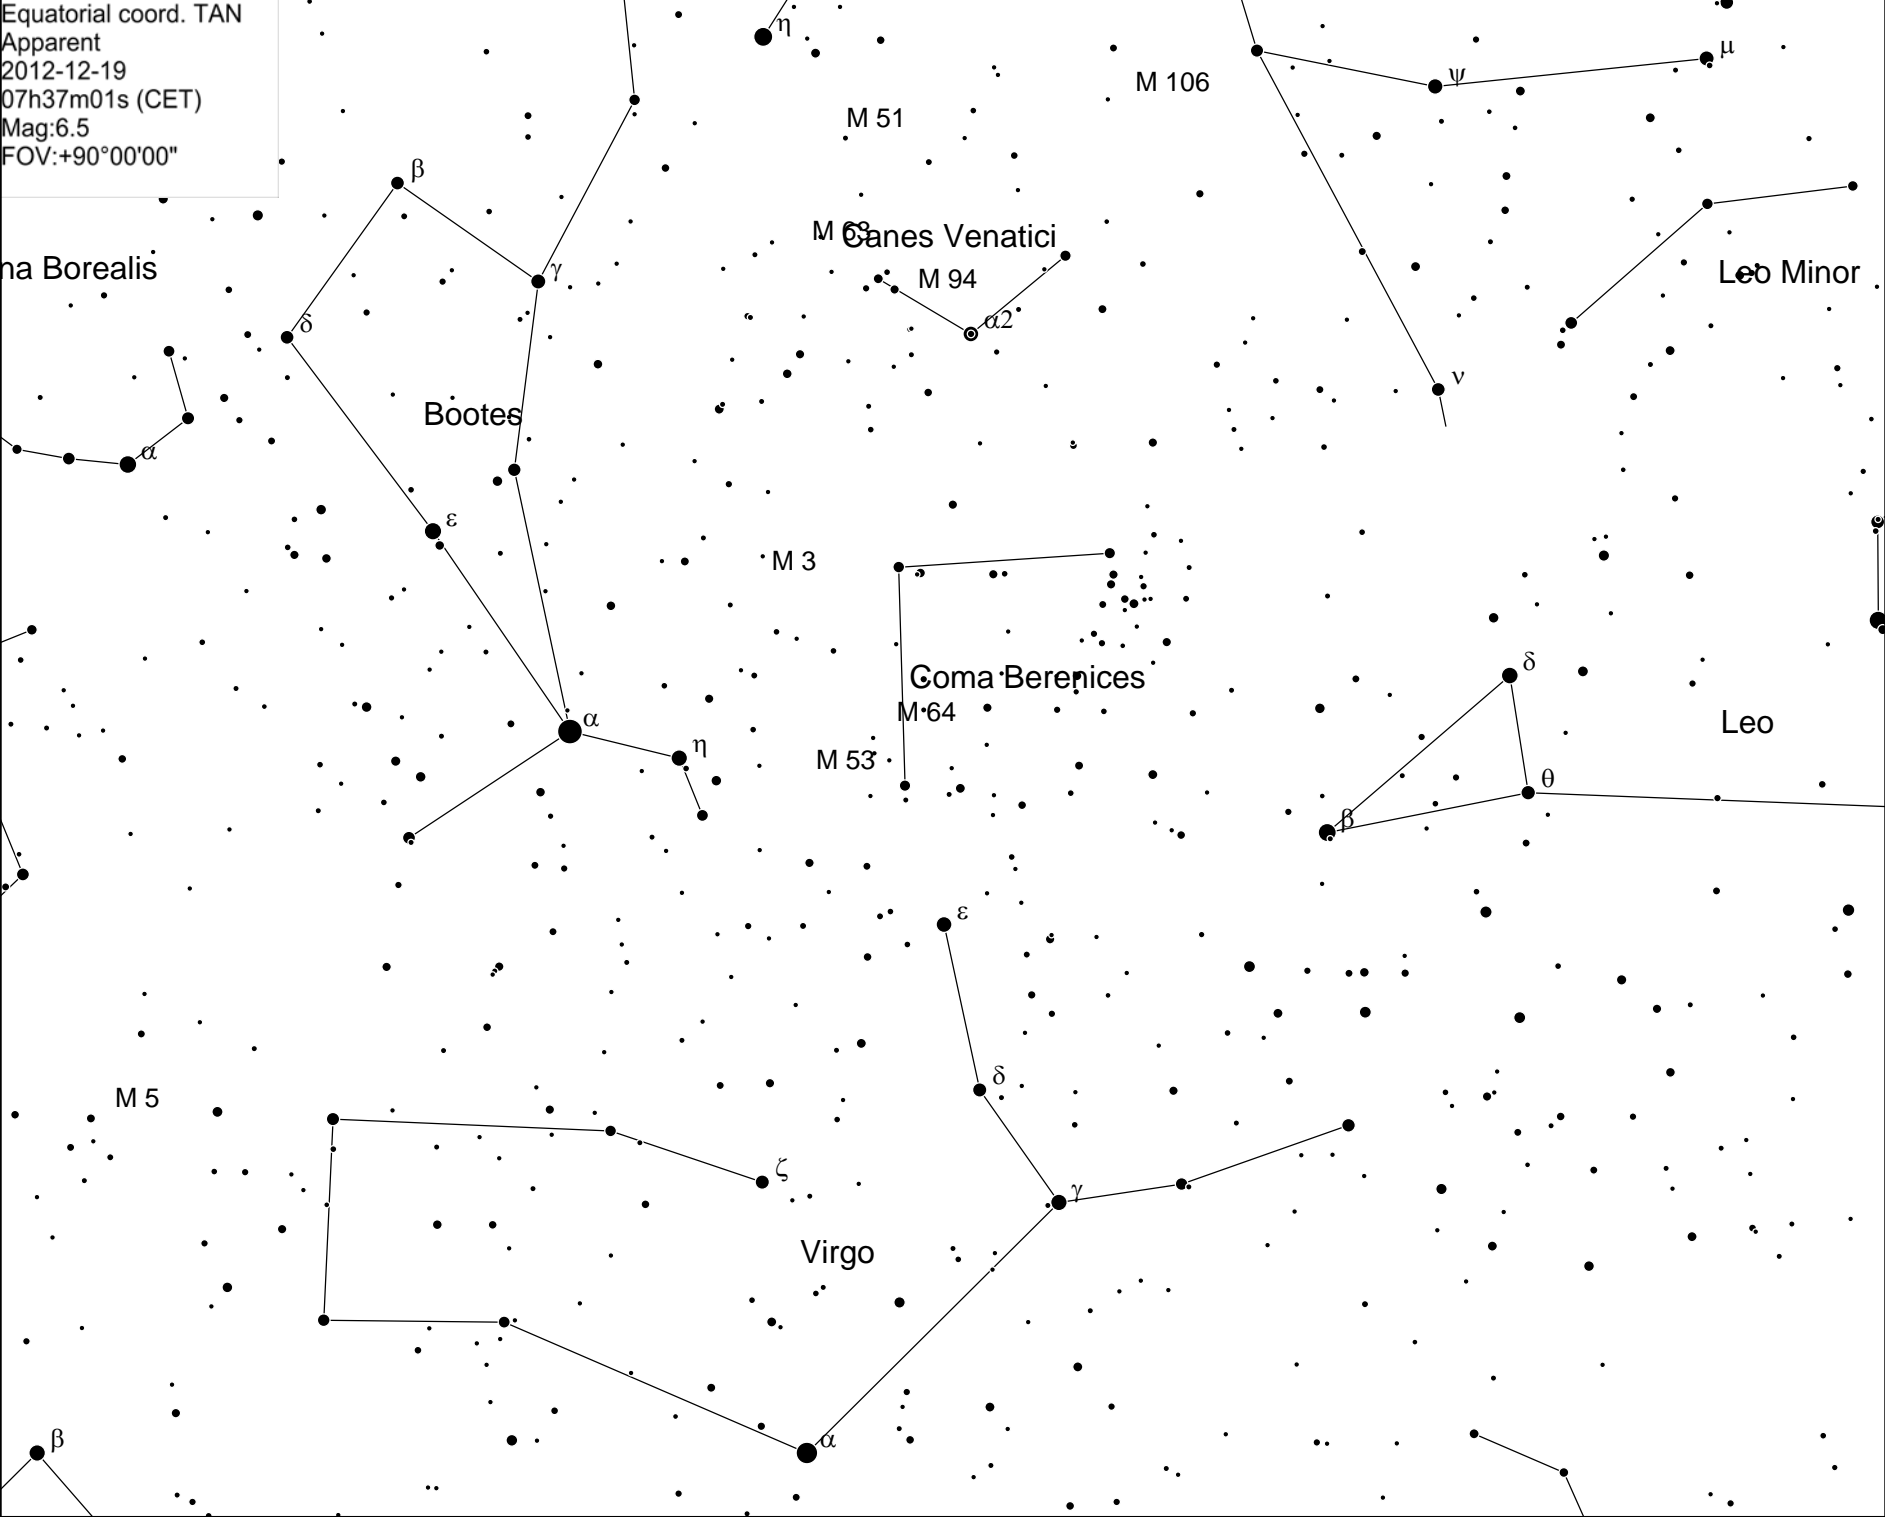 Equatorial coord. TAN
Apparent
2012-12-19
07h37m01s (CET)
Mag:6.5
FOV:+90°00'00"
η
μ
ψ
M 106
M 51
β
M 63
Canes Venatici
na Borealis
γ
M 94
Leo Minor
δ
α2
ν
Bootes
α
ε
M 3
δ
Coma Berenices
M 64
α
Leo
η
M 53
θ
β
ε
δ
M 5
ζ
γ
Virgo
β
α